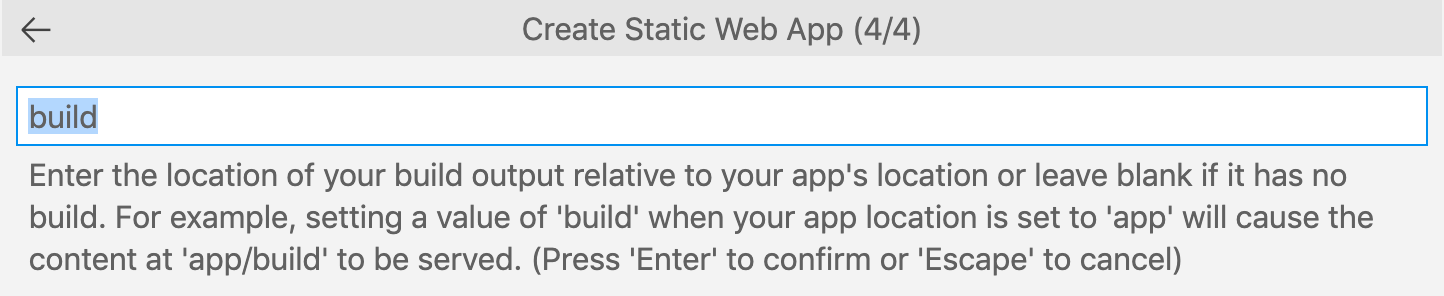 Create Static Web App (4/4)
build
Enter the location of your build output relative to your app's location or leave blank if it has no
build. For example, setting a value of 'build' when your app location is set to 'app' will cause the
content at 'app/build' to be served. (Press 'Enter' to confirm or 'Escape' to cancel)